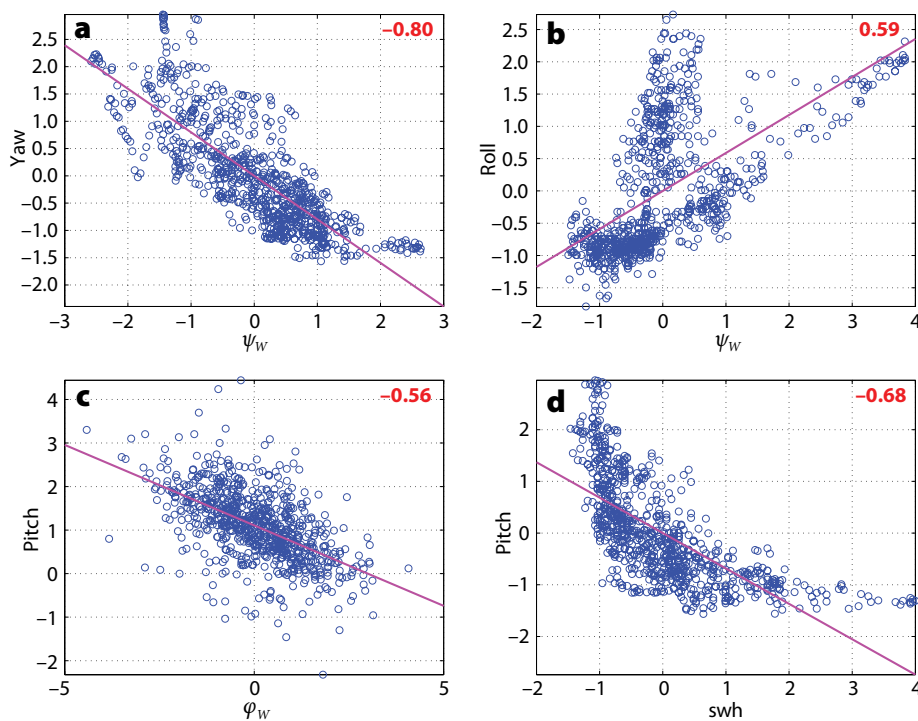 a
−0.80
2.5
2.0
1.5
1.0
0.5
0.0
−0.5
−1.0
−1.5
−2.0
Yaw
−3 −2 −1 0 1 2 3
ψW
b
0.59
2.5
2.0
1.5
1.0
0.5
0.0
−0.5
−1.0
−1.5
Roll
−2 −1 0 1 2 3 4
ψW
c
−0.56
4
3
2
1
0
−1
−2
Pitch
−5 0 5
φW
d
−0.68
2
1
0
−1
−2
Pitch
−2 −1 0 1 2 3 4
swh